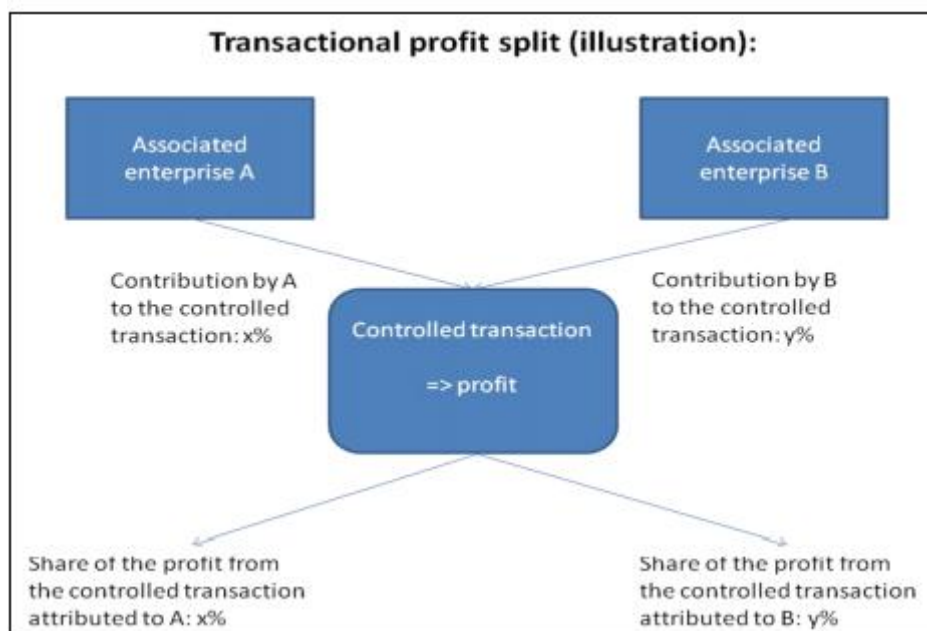 Transactional profit split (illustration):
Associated
enterprise A
Associated
enterprise B
Contribution by A
to the controlled
transaction: x%
Contribution by B
to the controlled
transaction: y%
Controlled transaction
=> profit
Share of the profit from
the controlled transaction
attributed to A: x%
Share of the profit from
the controlled transaction
attributed to B: y%